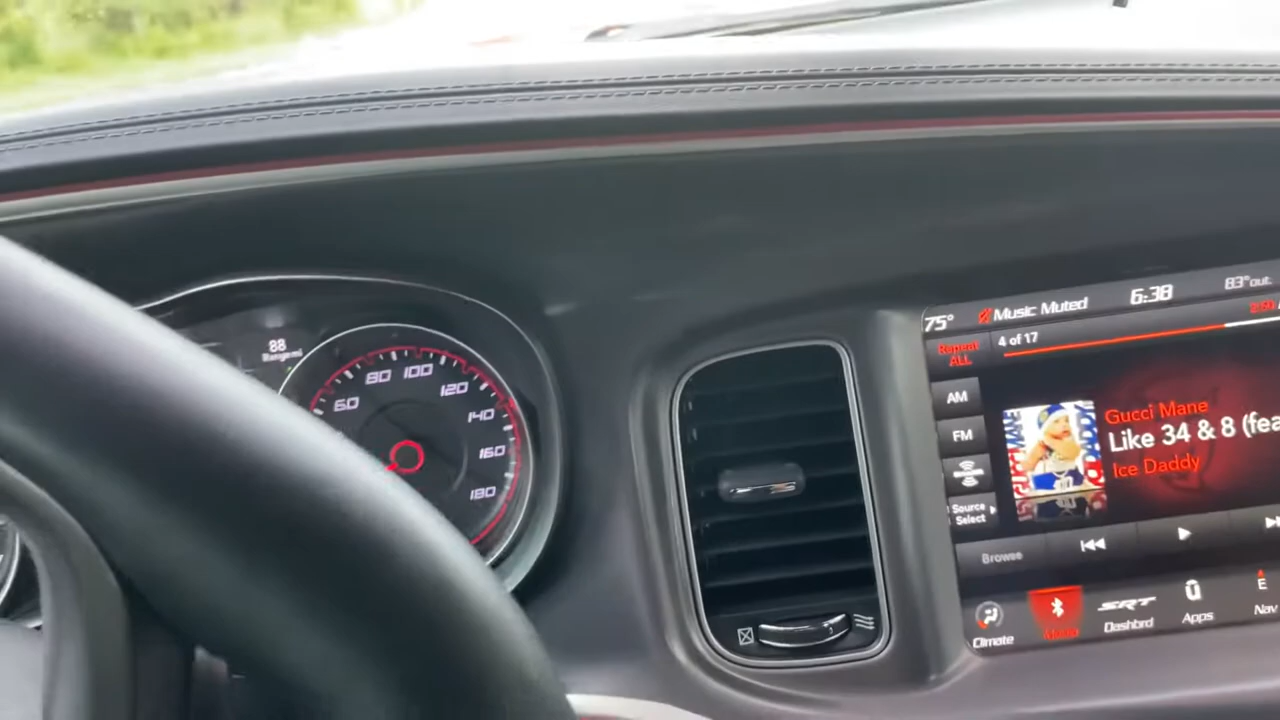 88
Range:mi
60
80
100
120
140
160
180
75°
Music Muted
6:38
83°out.
Repeat
ALL
4 of 17
AM
FM
Source
Select
Gucci Mane
Like 34 & 8 (fea
Ice Daddy
Browse
Climate
SRT
Dashbrd
Apps
E
Nav